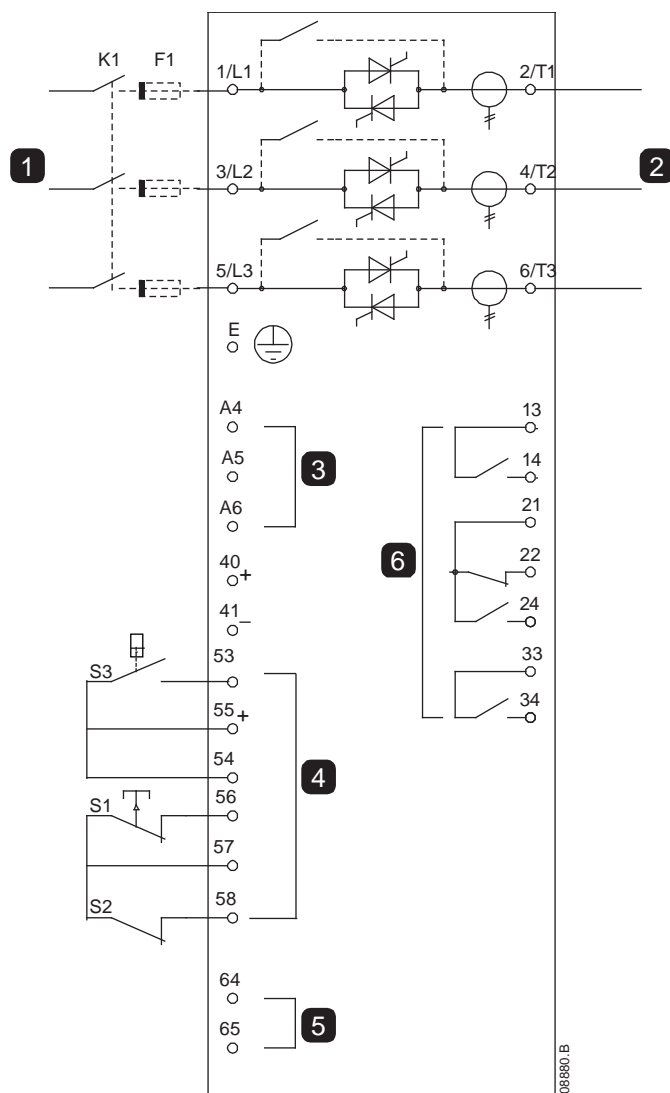 K1 F1
1/L1 2/T1
1 2
3/L2 4/T2
5/L3 6/T3
E
A4 13
A5 3 14
A6 21
40 + 6 22
41 – 24
S3 53 33
55 + 34
54 4
S1 56
57
S2 58
64
65 5
08880.B